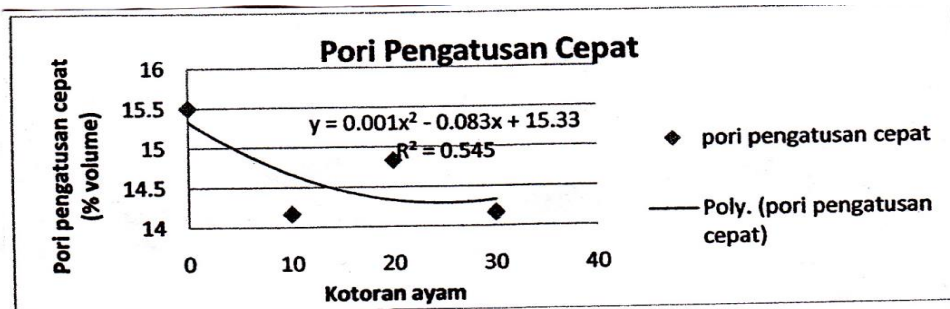 Pori Pengatusan Cepat
Pori pengatusan cepat
(% volume)
16
15.5
15
14.5
14
y = 0.001x² - 0.083x + 15.33
R² = 0.545
0
10
20
30
40
Kotoran ayam
pori pengatusan cepat
Poly. (pori pengatusan
cepat)